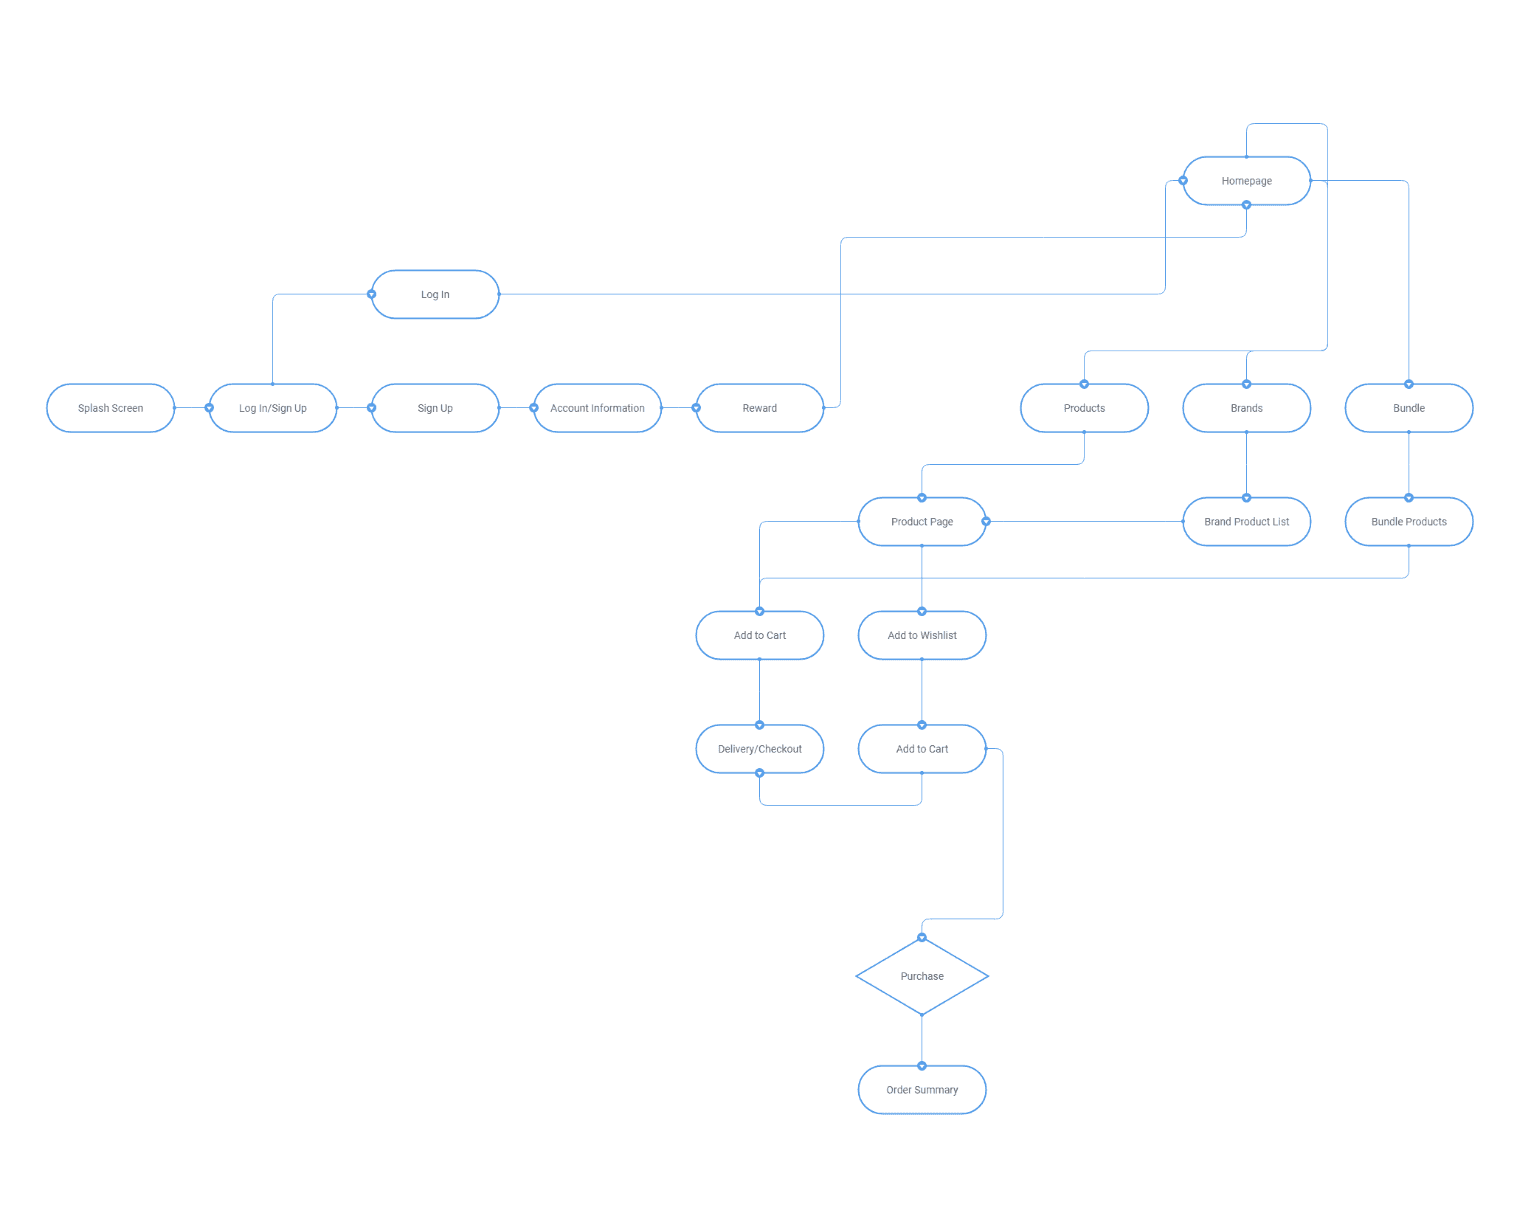 Homepage
Log In
Splash Screen
Log In/Sign Up
Sign Up
Account Information
Reward
Products
Brands
Bundle
Product Page
Brand Product List
Bundle Products
Add to Cart
Add to Wishlist
Delivery/Checkout
Add to Cart
Purchase
Order Summary